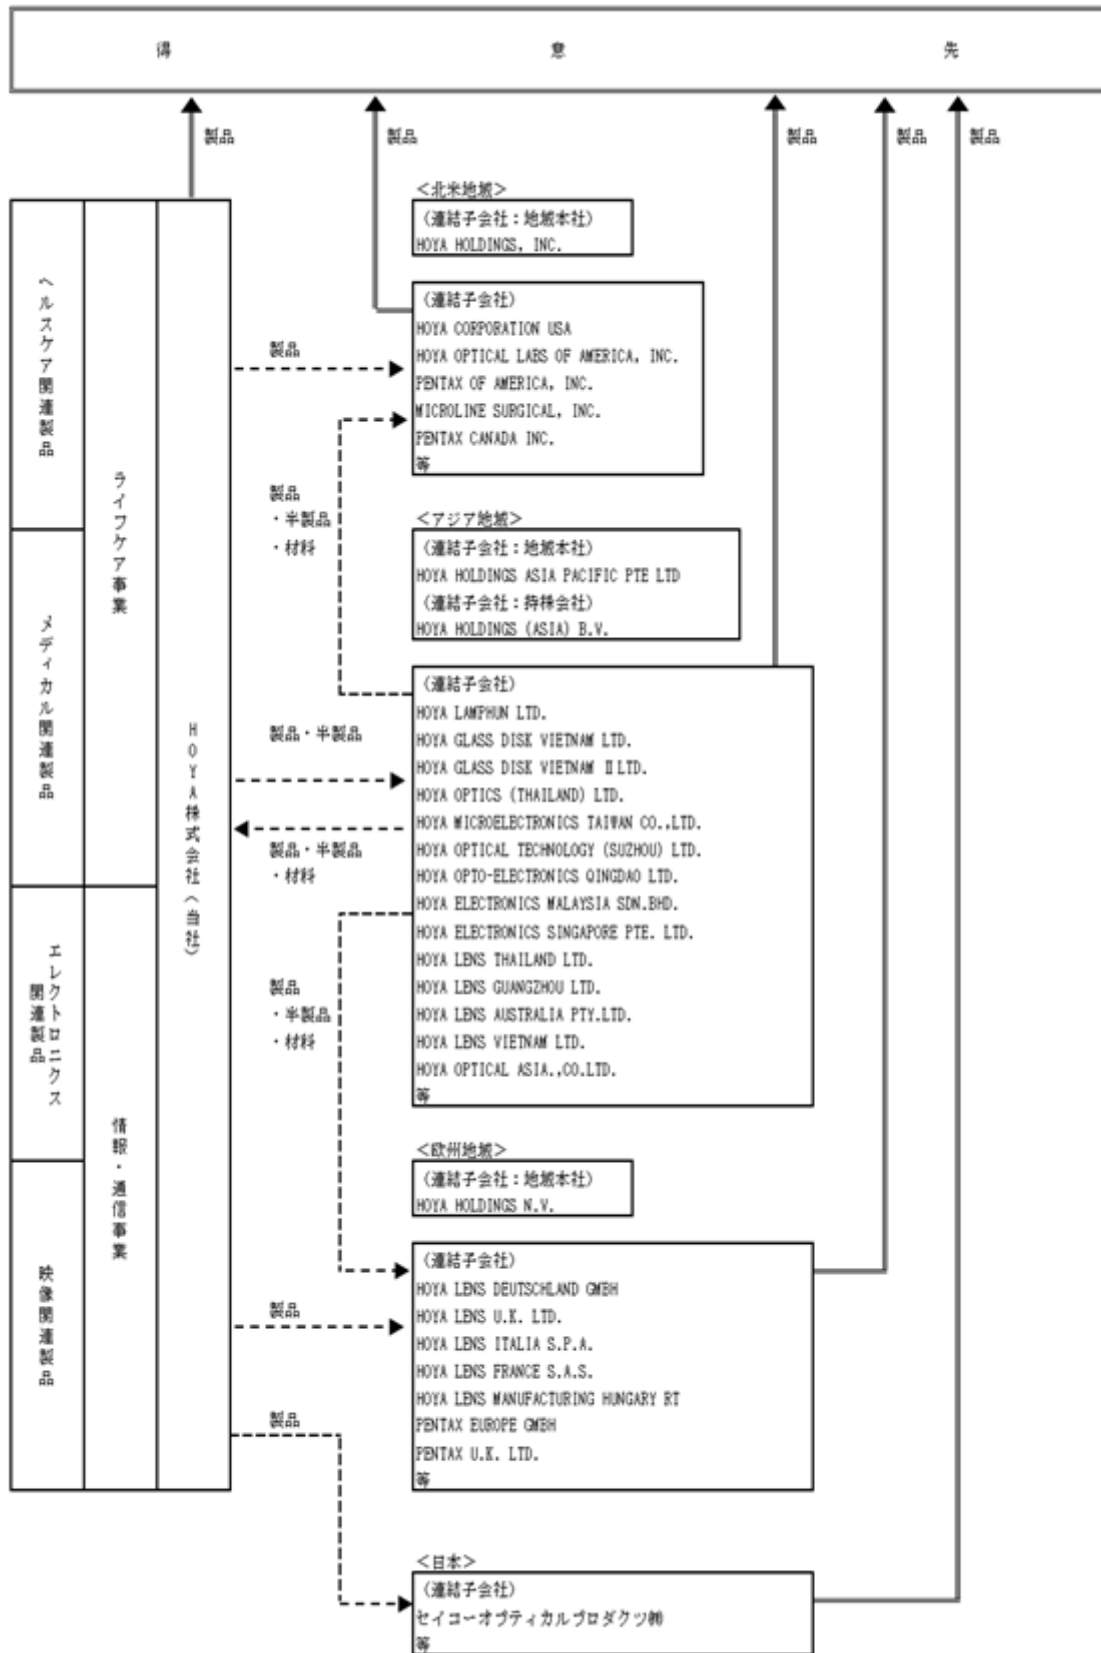 得意先
製品
製品
製品
製品
製品
ヘルスケア関連製品
メディカル関連製品
エレクトロニクス
関連製品
映像関連製品
ライフケア事業
情報・通信事業
HOYA株式会社(当社)
<北米地域>
(連結子会社:地域本社)
HOYA HOLDINGS, INC.
製品
(連結子会社)
HOYA CORPORATION USA
HOYA OPTICAL LABS OF AMERICA, INC.
PENTAX OF AMERICA, INC.
MICROLINE SURGICAL, INC.
PENTAX CANADA INC.
等
製品
・半製品
・材料
<アジア地域>
(連結子会社:地域本社)
HOYA HOLDINGS ASIA PACIFIC PTE LTD
(連結子会社:持株会社)
HOYA HOLDINGS (ASIA) B.V.
製品・半製品
製品・半製品
・材料
(連結子会社)
HOYA LAMPHUN LTD.
HOYA GLASS DISK VIETNAM LTD.
HOYA GLASS DISK VIETNAM Ⅱ LTD.
HOYA OPTICS (THAILAND) LTD.
HOYA MICROELECTRONICS TAIWAN CO.,LTD.
HOYA OPTICAL TECHNOLOGY (SUZHOU) LTD.
HOYA OPTO-ELECTRONICS QINGDAO LTD.
HOYA ELECTRONICS MALAYSIA SDN.BHD.
HOYA ELECTRONICS SINGAPORE PTE. LTD.
HOYA LENS THAILAND LTD.
HOYA LENS GUANGZHOU LTD.
HOYA LENS AUSTRALIA PTY.LTD.
HOYA LENS VIETNAM LTD.
HOYA OPTICAL ASIA.,CO.LTD.
等
製品
・半製品
・材料
<欧州地域>
(連結子会社:地域本社)
HOYA HOLDINGS N.V.
製品
(連結子会社)
HOYA LENS DEUTSCHLAND GMBH
HOYA LENS U.K. LTD.
HOYA LENS ITALIA S.P.A.
HOYA LENS FRANCE S.A.S.
HOYA LENS MANUFACTURING HUNGARY RT
PENTAX EUROPE GMBH
PENTAX U.K. LTD.
等
製品
<日本>
(連結子会社)
セイコーオプティカルプロダクツ㈱
等